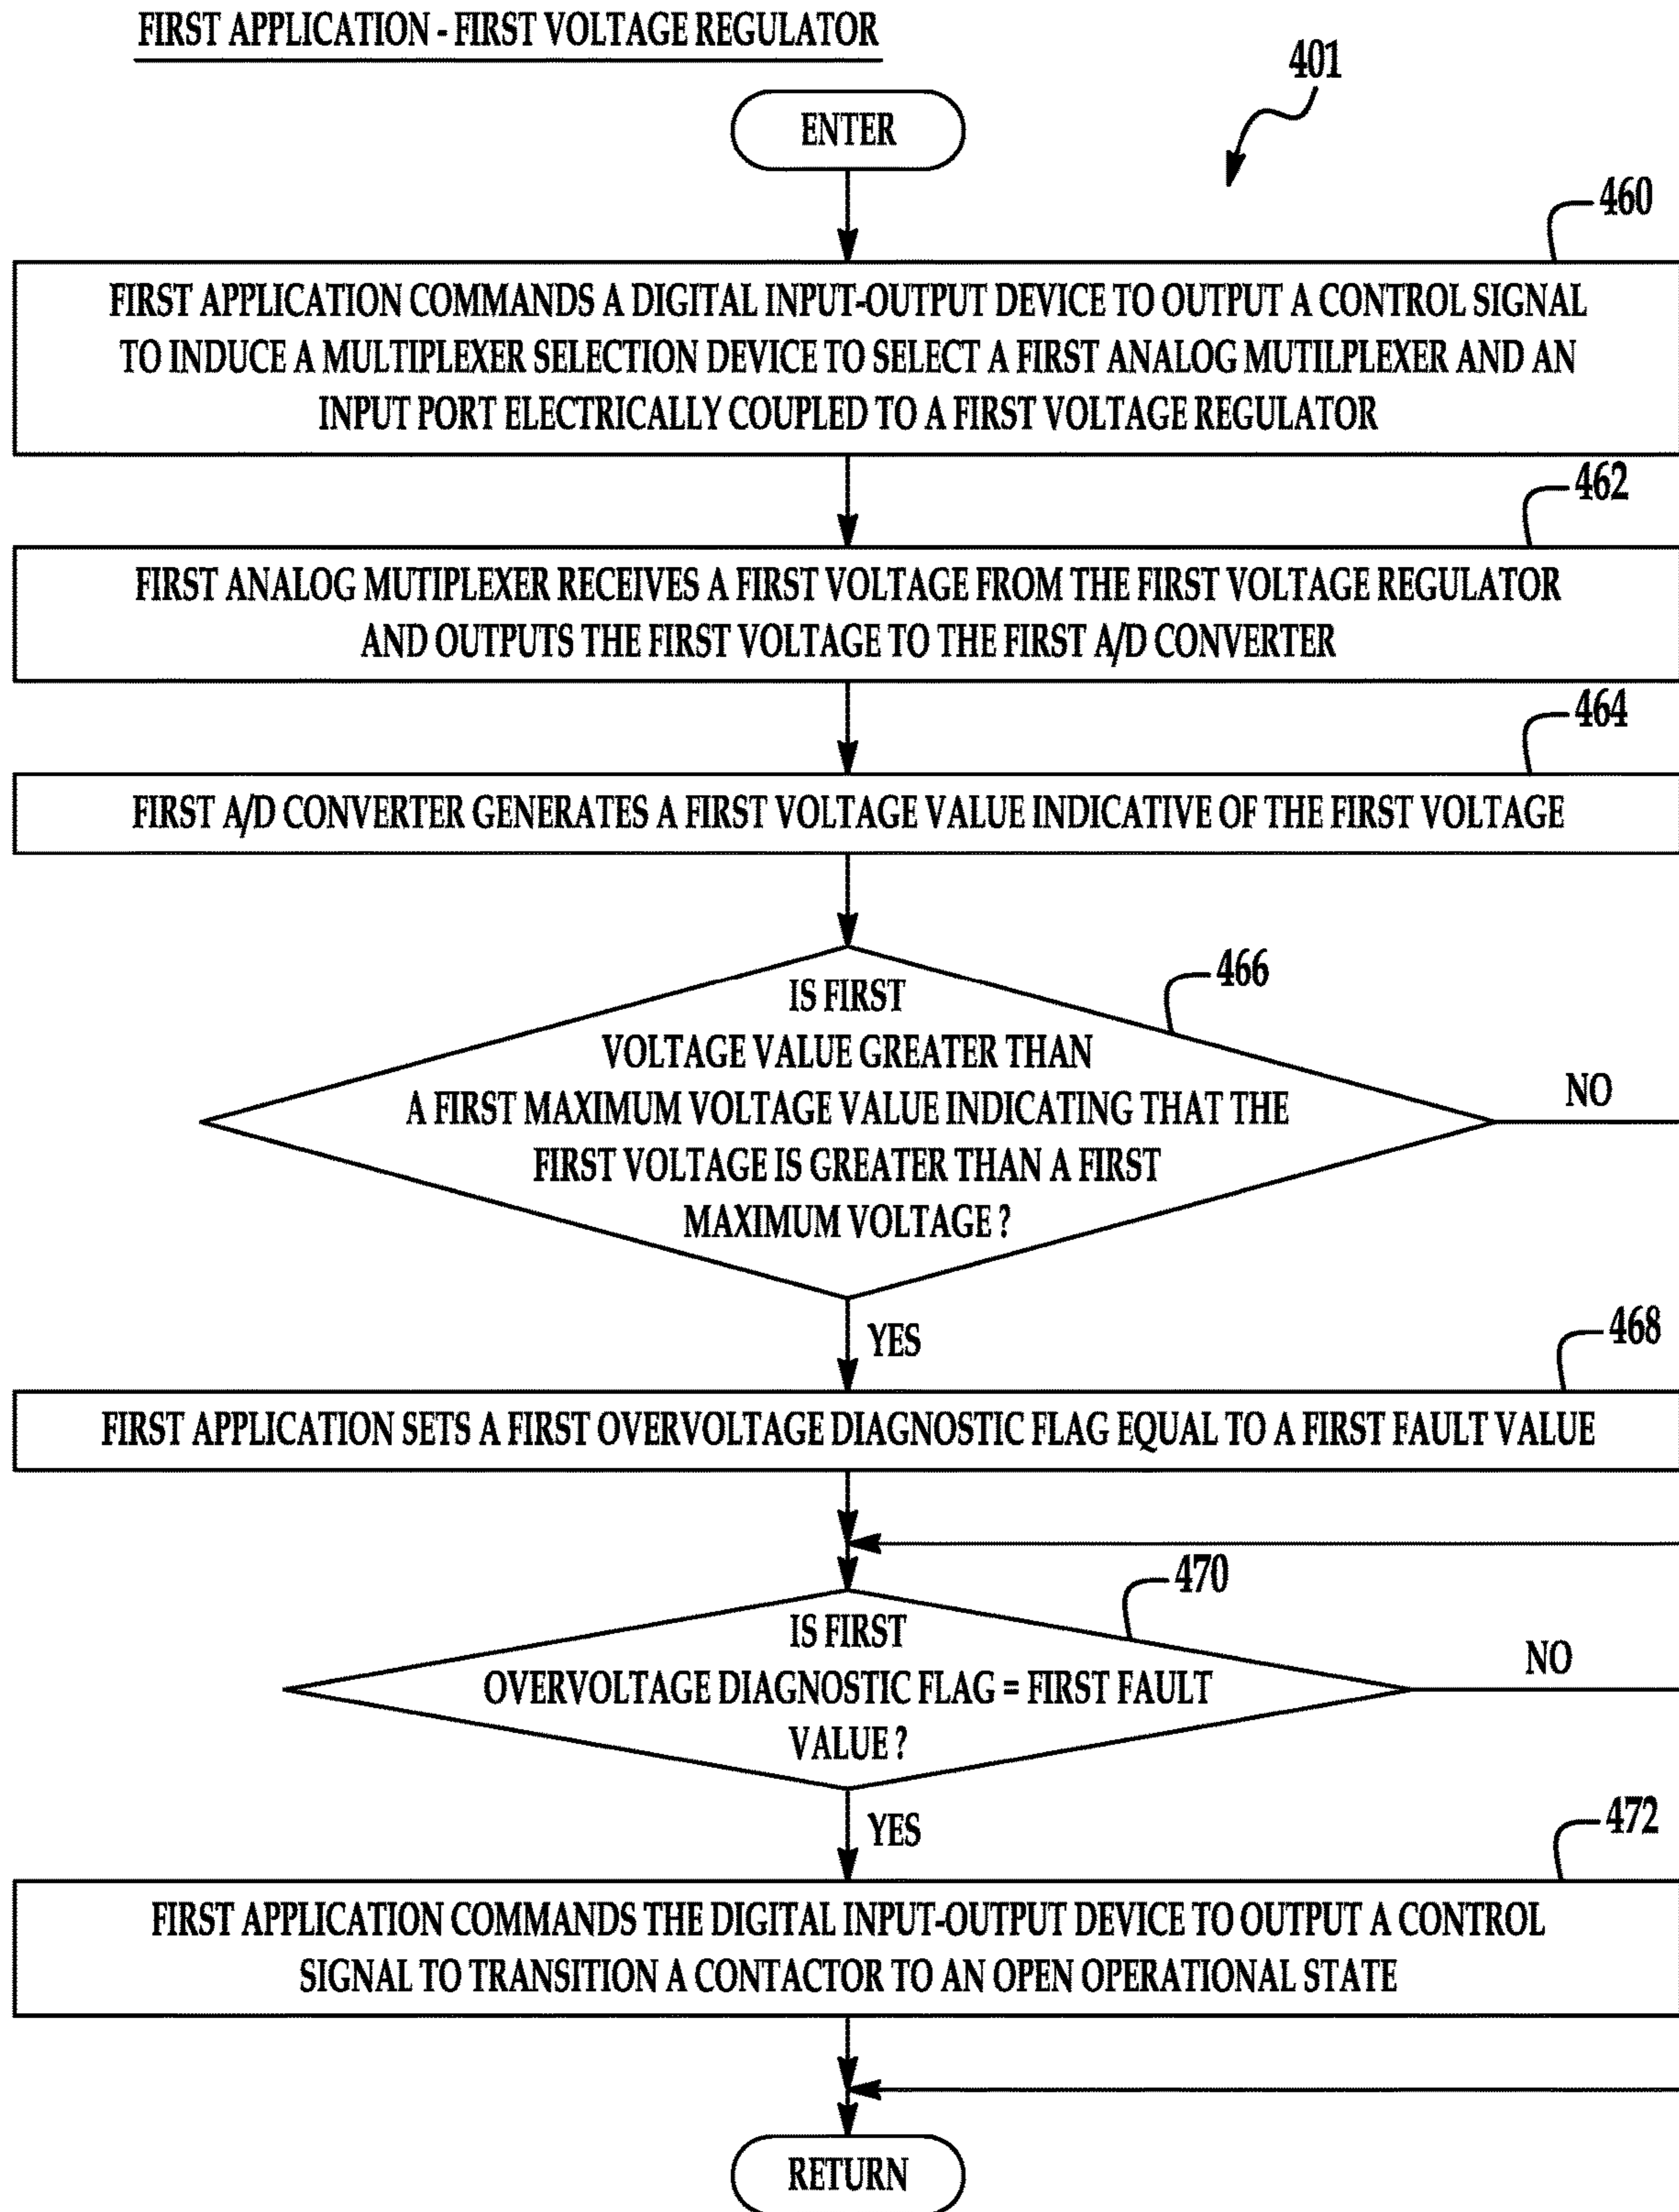 FIRST APPLICATION - FIRST VOLTAGE REGULATOR
401
ENTER
460
FIRST APPLICATION COMMANDS A DIGITAL INPUT-OUTPUT DEVICE TO OUTPUT A CONTROL SIGNAL
TO INDUCE A MULTIPLEXER SELECTION DEVICE TO SELECT A FIRST ANALOG MUTILPLEXER AND AN
INPUT PORT ELECTRICALLY COUPLED TO A FIRST VOLTAGE REGULATOR
462
FIRST ANALOG MUTIPLEXER RECEIVES A FIRST VOLTAGE FROM THE FIRST VOLTAGE REGULATOR
AND OUTPUTS THE FIRST VOLTAGE TO THE FIRST A/D CONVERTER
464
FIRST A/D CONVERTER GENERATES A FIRST VOLTAGE VALUE INDICATIVE OF THE FIRST VOLTAGE
466
IS FIRST
VOLTAGE VALUE GREATER THAN
A FIRST MAXIMUM VOLTAGE VALUE INDICATING THAT THE
FIRST VOLTAGE IS GREATER THAN A FIRST
MAXIMUM VOLTAGE ?
NO
YES
468
FIRST APPLICATION SETS A FIRST OVERVOLTAGE DIAGNOSTIC FLAG EQUAL TO A FIRST FAULT VALUE
470
IS FIRST
OVERVOLTAGE DIAGNOSTIC FLAG = FIRST FAULT
VALUE ?
NO
YES
472
FIRST APPLICATION COMMANDS THE DIGITAL INPUT-OUTPUT DEVICE TO OUTPUT A CONTROL
SIGNAL TO TRANSITION A CONTACTOR TO AN OPEN OPERATIONAL STATE
RETURN